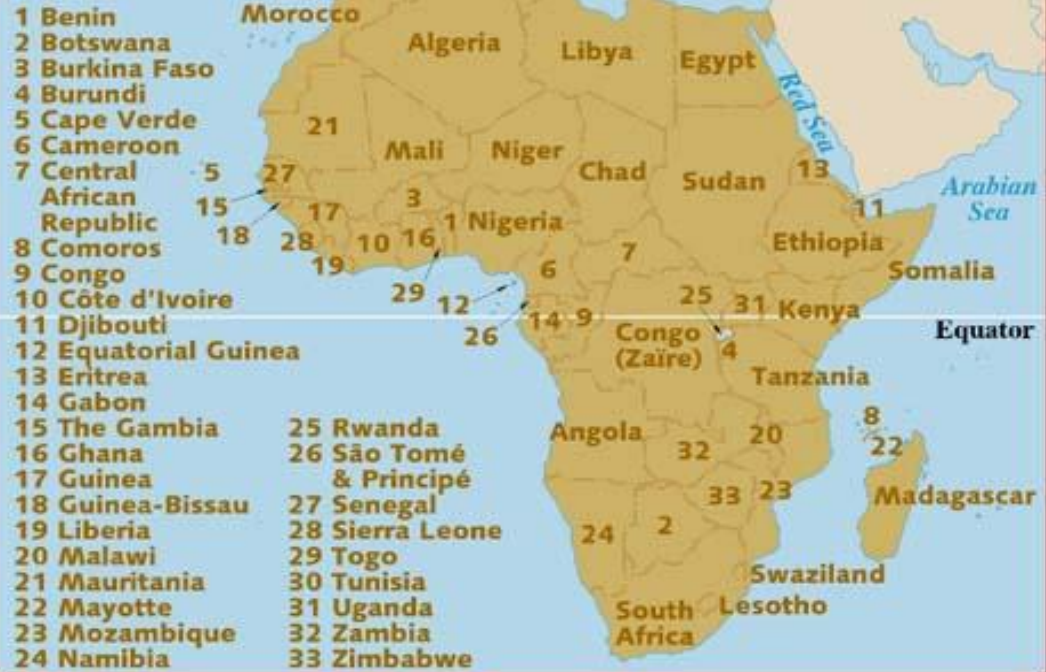 1 Benin
2 Botswana
3 Burkina Faso
4 Burundi
5 Cape Verde
6 Cameroon
7 Central
African
Republic
8 Comoros
9 Congo
10 Côte d'Ivoire
11 Djibouti
12 Equatorial Guinea
13 Eritrea
14 Gabon
15 The Gambia
16 Ghana
17 Guinea
18 Guinea-Bissau
19 Liberia
20 Malawi
21 Mauritania
22 Mayotte
23 Mozambique
24 Namibia
25 Rwanda
26 São Tomé
& Principé
27 Senegal
28 Sierra Leone
29 Togo
30 Tunisia
31 Uganda
32 Zambia
33 Zimbabwe
Morocco
Algeria
Libya
Egypt
Red Sea
21
Mali
Niger
Chad
Sudan
13
Arabian
Sea
5
27
15
18
17
3
1
Nigeria
28
10
16
19
29
12
26
6
7
11
Ethiopia
Somalia
25
31
Kenya
14
9
Congo
(Zaïre)
4
Equator
Tanzania
Angola
32
20
8
22
33
23
Madagascar
24
2
Swaziland
Lesotho
South
Africa